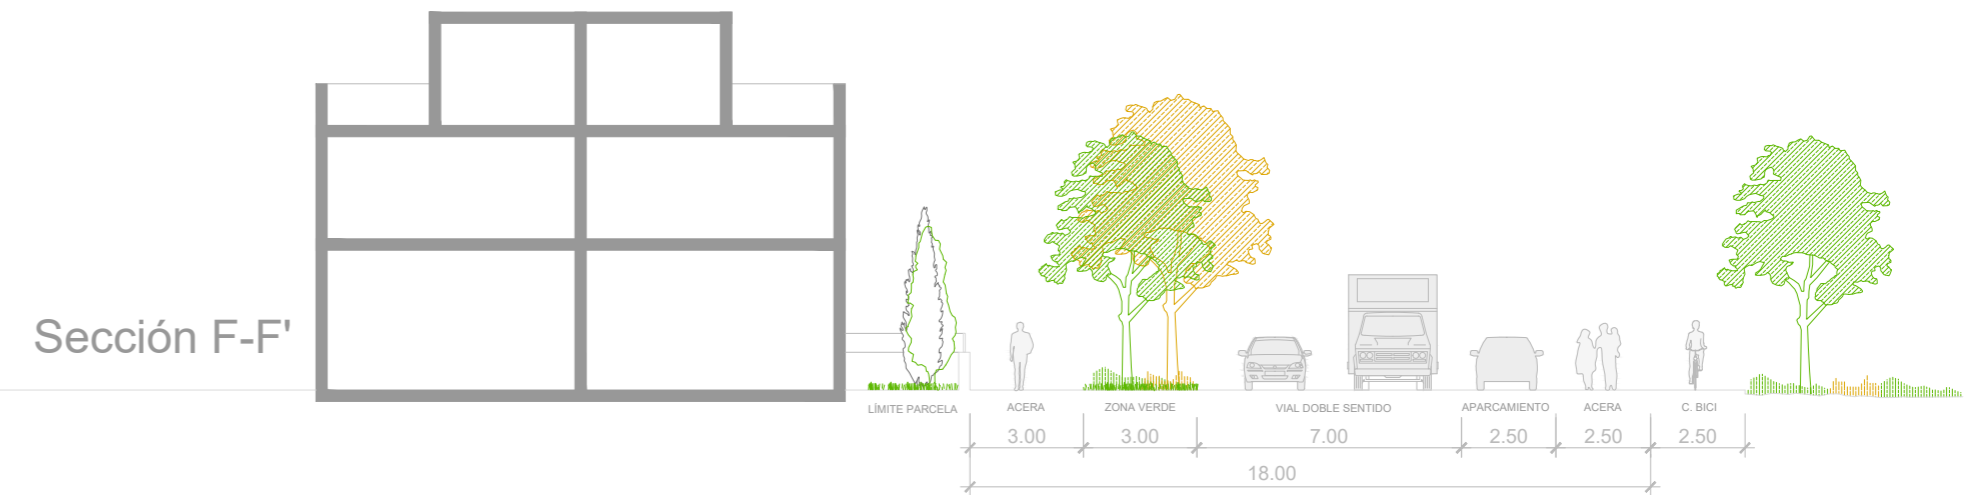 Sección F-F'
LÍMITE PARCELA
ACERA
ZONA VERDE
VIAL DOBLE SENTIDO
APARCAMIENTO
ACERA
C. BICI
3.00
3.00
7.00
2.50
2.50
2.50
18.00